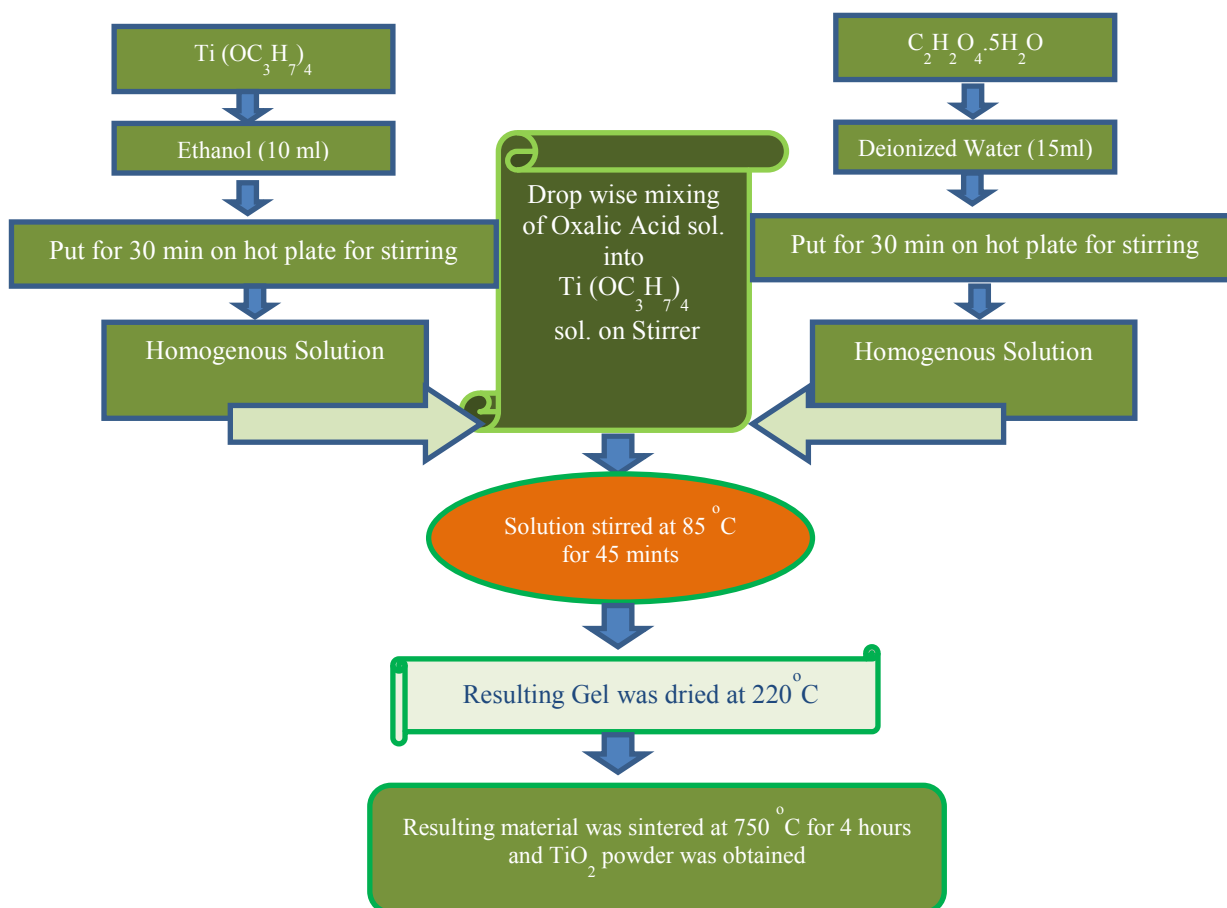 Ti (OC₃H₇)₄
Ethanol (10 ml)
Put for 30 min on hot plate for stirring
Homogenous Solution
C₂H₂O₄.5H₂O
Deionized Water (15ml)
Put for 30 min on hot plate for stirring
Homogenous Solution
Drop wise mixing
of Oxalic Acid sol.
into
Ti (OC₃H₇)₄
sol. on Stirrer
Solution stirred at 85 °C
for 45 mints
Resulting Gel was dried at 220°C
Resulting material was sintered at 750 °C for 4 hours
and TiO₂ powder was obtained